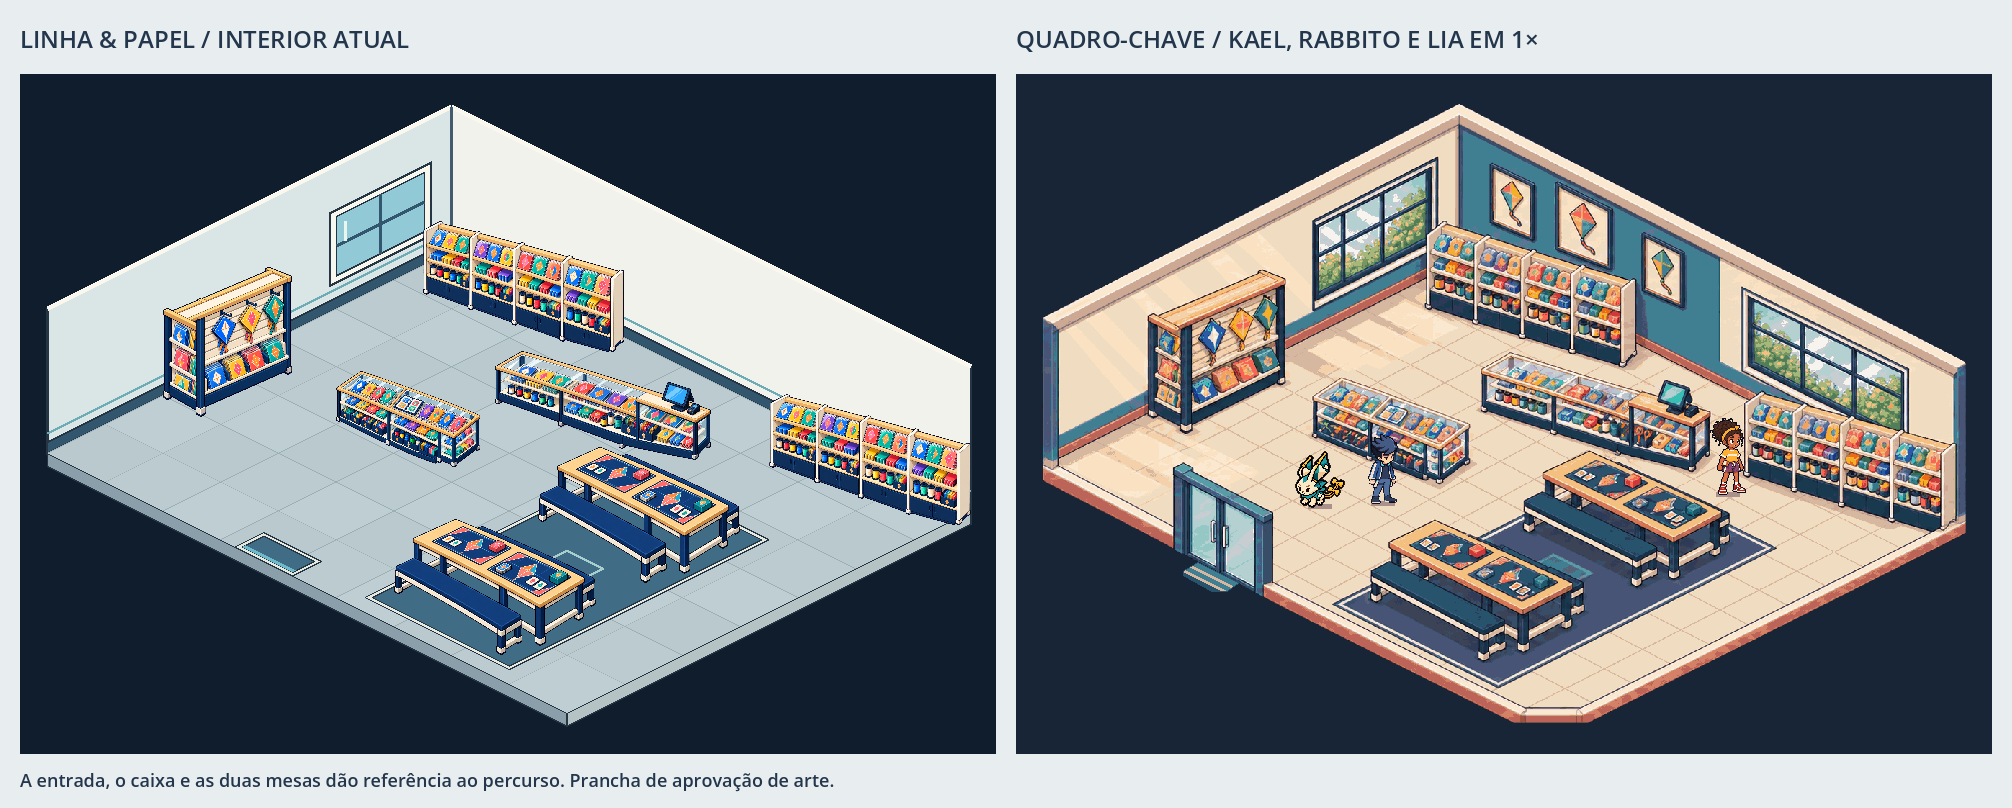 LINHA & PAPEL / INTERIOR ATUAL
QUADRO-CHAVE / KAEL, RABBITO E LIA EM 1×
A entrada, o caixa e as duas mesas dão referência ao percurso. Prancha de aprovação de arte.